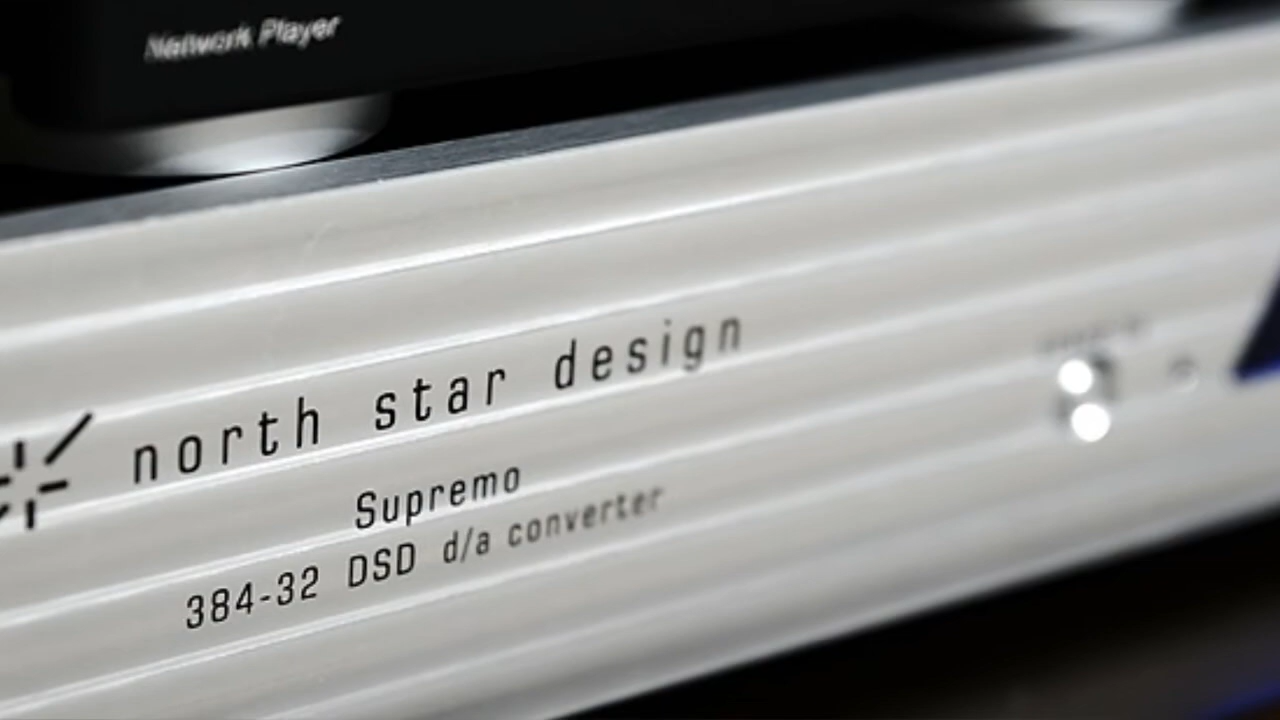 Network Player
north star design
Supremo
384-32 DSD d/a converter